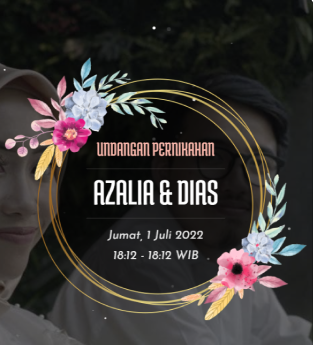 UNDANGAN PERNIKAHAN
AZALIA & DIAS
Jumat, 1 Juli 2022
18:12 - 18:12 WIB